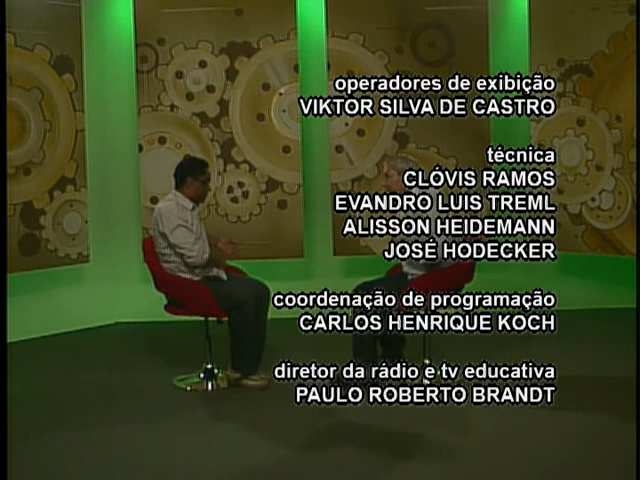 operadores de exibição
VIKTOR SILVA DE CASTRO
técnica
CLÓVIS RAMOS
EVANDRO LUIS TREML
ALISSON HEIDEMANN
JOSÉ HODECKER
coordenação de programação
CARLOS HENRIQUE KOCH
diretor da rádio e tv educativa
PAULO ROBERTO BRANDT